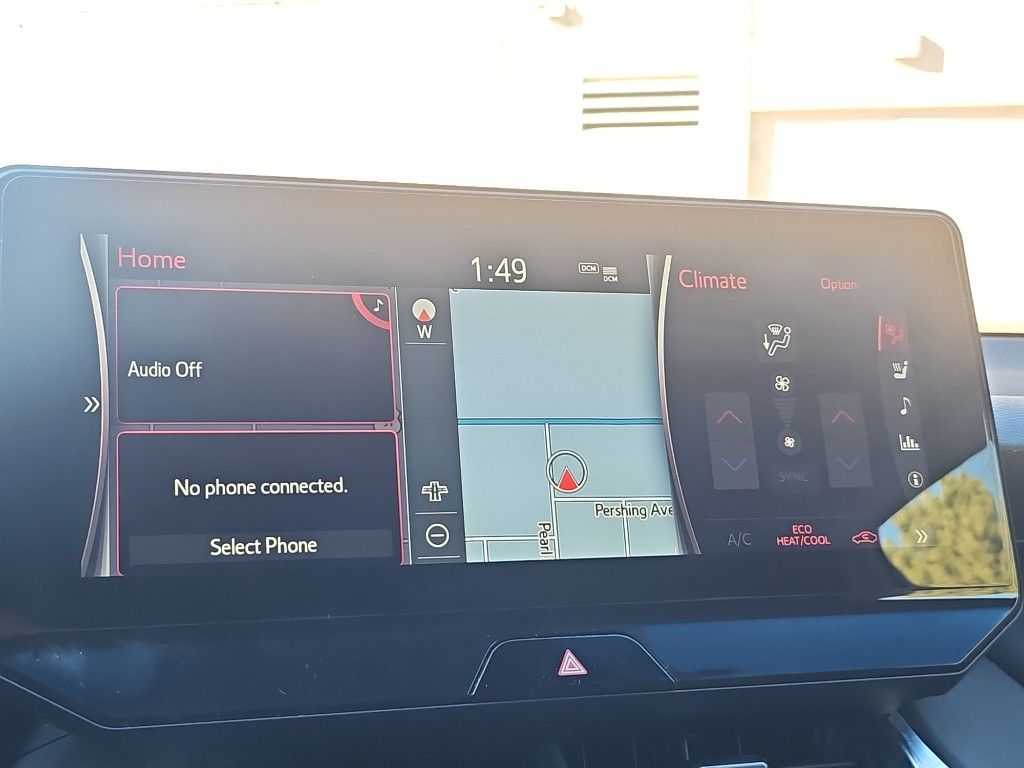 Home
1:49
DCM
DCM
Climate
Option
W
Audio Off
No phone connected.
Select Phone
Pershing Ave
Pearl
SYNC
A/C
ECO
HEAT/COOL